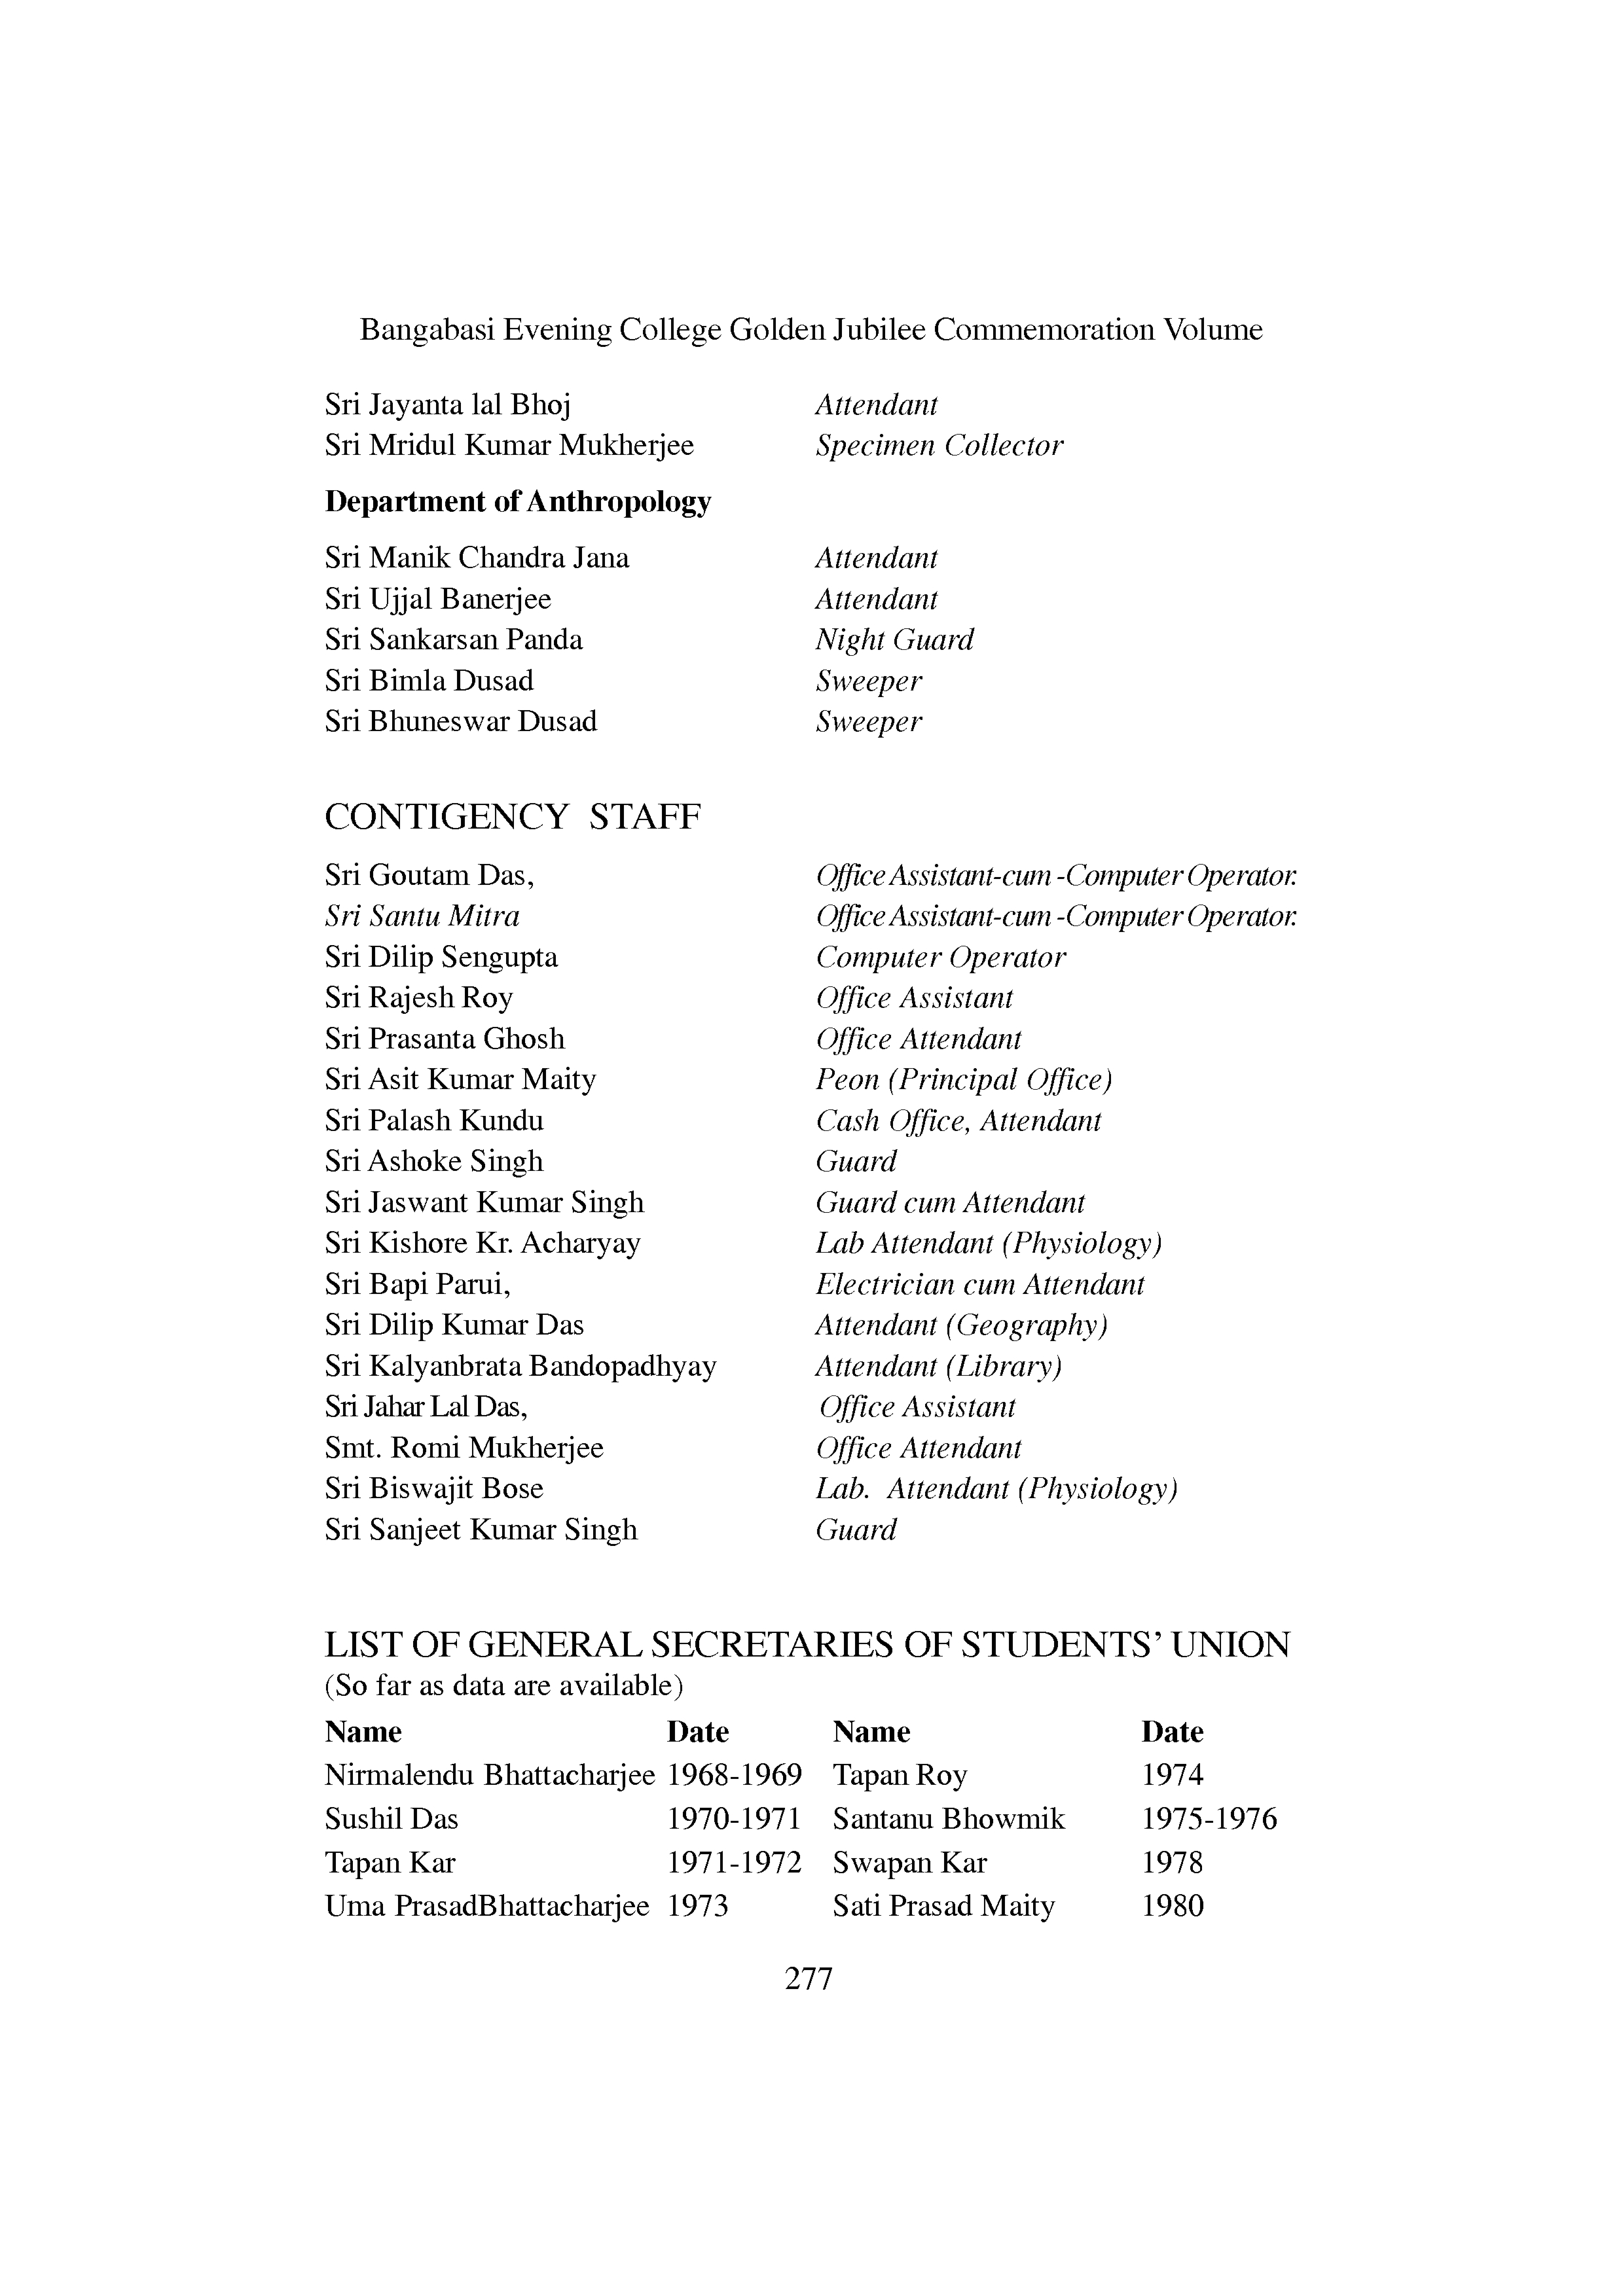 Bangabasi Evening College Golden Jubilee Commemoration Volume
Sri Jayanta lal Bhoj Attendant
Sri Mridul Kumar Mukherjee Specimen Collector
Department of Anthropology
Sri Manik Chandra Jana Attendant
Sri Ujjal Banerjee Attendant
Sri Sankarsan Panda Night Guard
Sri Bimla Dusad Sweeper
Sri Bhuneswar Dusad Sweeper
CONTIGENCY STAFF
Sri Goutam Das, Office Assistant-cum -Computer Operator.
Sri Santu Mitra Office Assistant-cum -Computer Operator.
Sri Dilip Sengupta Computer Operator
Sri Rajesh Roy Office Assistant
Sri Prasanta Ghosh Office Attendant
Sri Asit Kumar Maity Peon (Principal Office)
Sri Palash Kundu Cash Office, Attendant
Sri Ashoke Singh Guard
Sri Jaswant Kumar Singh Guard cum Attendant
Sri Kishore Kr. Acharyay Lab Attendant (Physiology)
Sri Bapi Parui, Electrician cum Attendant
Sri Dilip Kumar Das Attendant (Geography)
Sri Kalyanbrata Bandopadhyay Attendant (Library)
Sri Jahar Lal Das, Office Assistant
Smt. Romi Mukherjee Office Attendant
Sri Biswajit Bose Lab. Attendant (Physiology)
Sri Sanjeet Kumar Singh Guard
LIST OF GENERAL SECRETARIES OF STUDENTS’ UNION
(So far as data are available)
Name Date Name Date
Nirmalendu Bhattacharjee 1968-1969 Tapan Roy 1974
Sushil Das 1970-1971 Santanu Bhowmik 1975-1976
Tapan Kar 1971-1972 Swapan Kar 1978
Uma PrasadBhattacharjee 1973 Sati Prasad Maity 1980
277